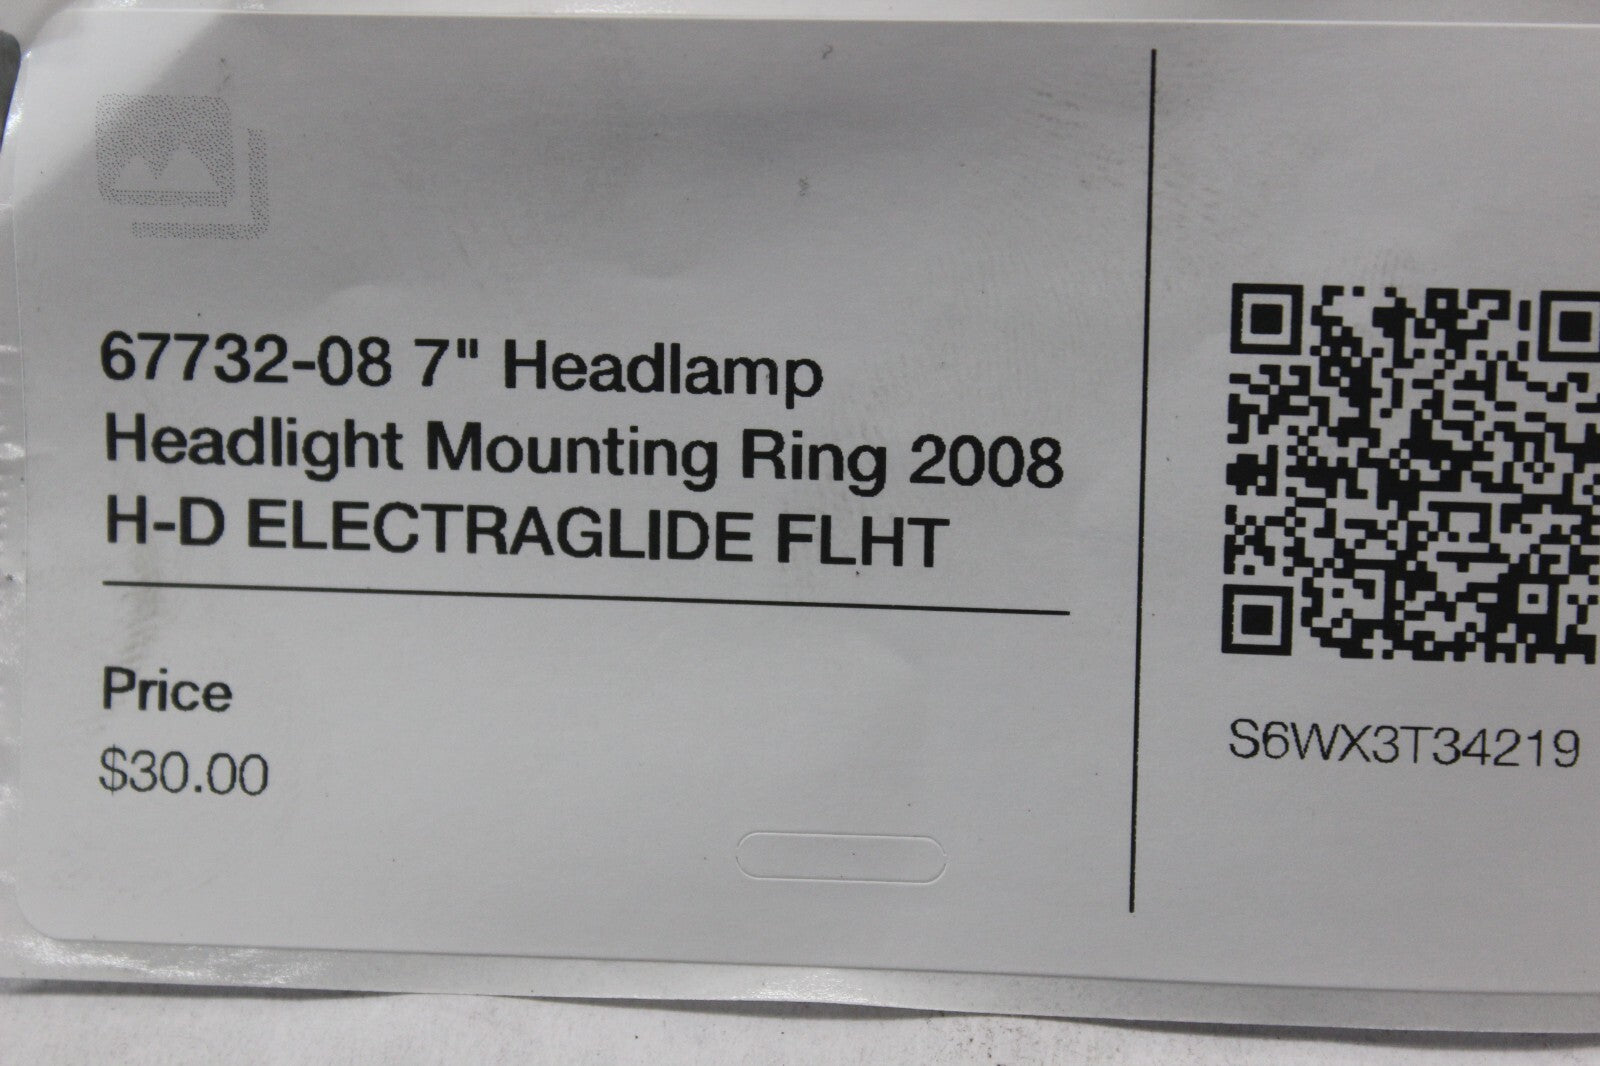 67732-08 7" Headlamp
Headlight Mounting Ring 2008
H-D ELECTRAGLIDE FLHT
Price
$30.00
S6WX3T34219